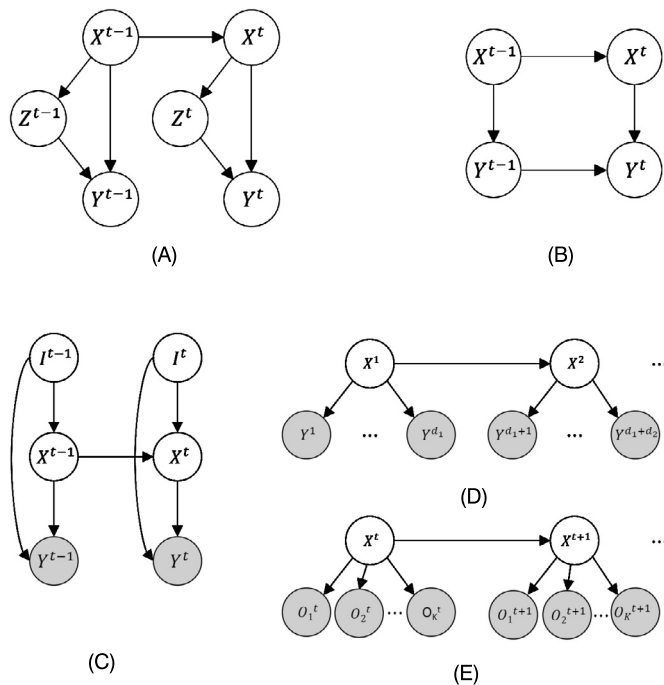 X^{t-1} X^t
Z^{t-1} Z^t
Y^{t-1} Y^t
(A)
X^{t-1} X^t
Y^{t-1} Y^t
(B)
I^{t-1} I^t
X^{t-1} X^t
Y^{t-1} Y^t
(C)
X^1 X^2 ...
Y^1 ... Y^{d_1} Y^{d_1+1} ... Y^{d_1+d_2}
(D)
X^t X^{t+1} ...
O_1^t O_2^t ... O_K^t O_1^{t+1} O_2^{t+1} ... O_K^{t+1}
(E)